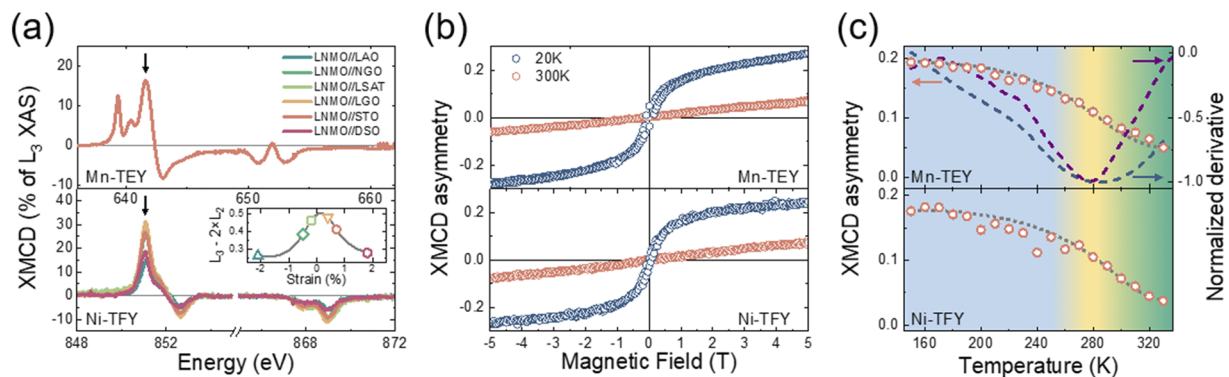 (a)
XMCD (% of L3 XAS)
20
10
0
-10
LNMO//LAO
LNMO//NGO
LNMO//LSAT
LNMO//LGO
LNMO//STO
LNMO//DSO
Mn-TEY
640
650
660
40
30
20
10
0
-10
L3 - 2× L2
0.5
0.4
0.3
-2
-1
0
1
2
Strain (%)
Ni-TFY
848
852
868
872
Energy (eV)
(b)
XMCD asymmetry
0.2
0.0
-0.2
20K
300K
Mn-TEY
0.2
0.0
-0.2
Ni-TFY
-5 -4 -3 -2 -1 0 1 2 3 4 5
Magnetic Field (T)
(c)
XMCD asymmetry
0.2
0.1
0.0
Mn-TEY
0.0
-0.5
-1.0
Normalized derivative
0.2
0.1
0.0
Ni-TFY
160 200 240 280 320
Temperature (K)